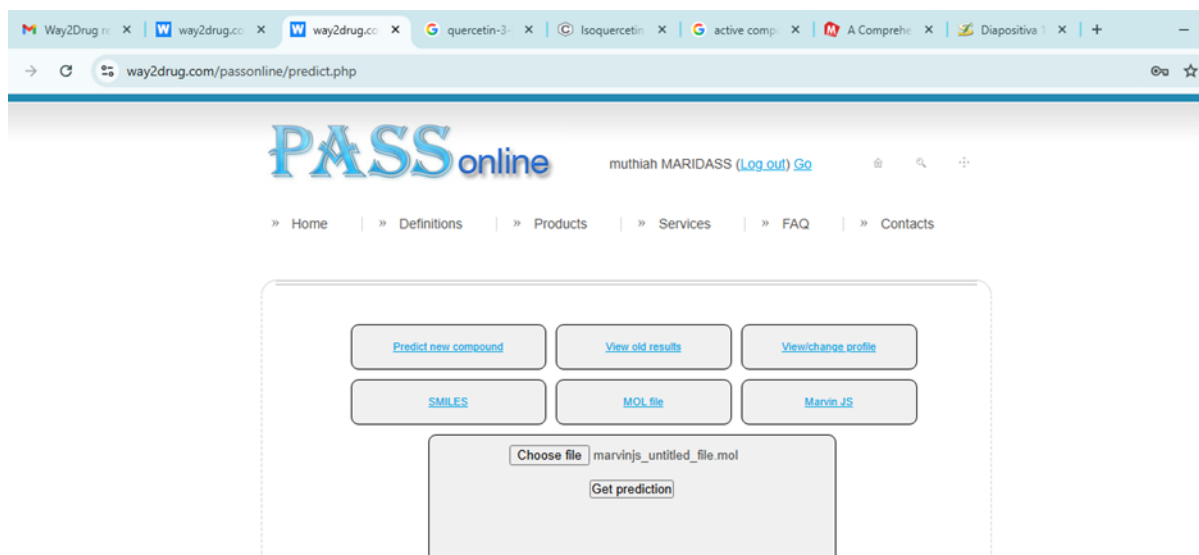 Way2Drug re
way2drug.co
way2drug.co
quercetin-3-
Isoquercetin
active comp
A Comprehe
Diapositiva 1
way2drug.com/passonline/predict.php
PASS online
muthiah MARIDASS (Log out) Go
» Home » Definitions » Products » Services » FAQ » Contacts
Predict new compound View old results View/change profile
SMILES MOL file Marvin JS
Choose file marvinjs_untitled_file.mol
Get prediction